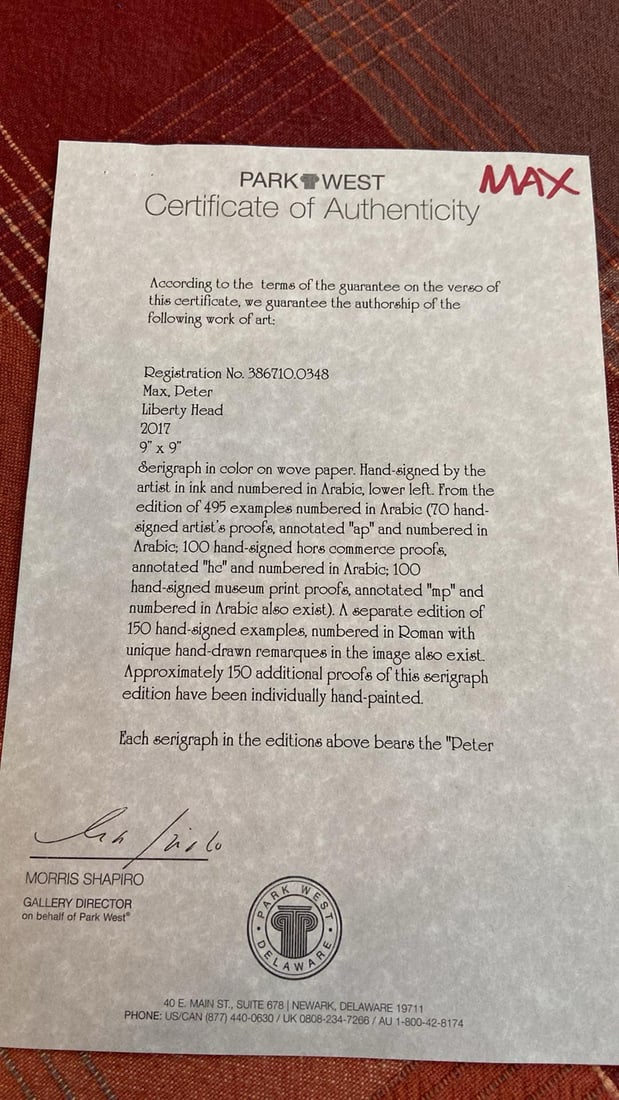 PARK WEST
MAX
Certificate of Authenticity
According to the terms of the guarantee on the verso of
this certificate, we guarantee the authorship of the
following work of art:
Registration No. 386710.0348
Max, Peter
Liberty Head
2017
9" x 9"
Serigraph in color on wove paper. Hand-signed by the
artist in ink and numbered in Arabic, lower left. From the
edition of 495 examples numbered in Arabic (70 hand-
signed artist's proofs, annotated "ap" and numbered in
Arabic; 100 hand-signed hors commerce proofs,
annotated "hc" and numbered in Arabic; 100
hand-signed museum print proofs, annotated "mp" and
numbered in Arabic also exist). A separate edition of
150 hand-signed examples, numbered in Roman with
unique hand-drawn remarques in the image also exist.
Approximately 150 additional proofs of this serigraph
edition have been individually hand-painted.
Each serigraph in the editions above bears the "Peter
MORRIS SHAPIRO
GALLERY DIRECTOR
on behalf of Park West®
PARK WEST
DELAWARE
40 E. MAIN ST., SUITE 678 | NEWARK, DELAWARE 19711
PHONE: US/CAN (877) 440-0630 / UK 0808-234-7266 / AU 1-800-42-8174